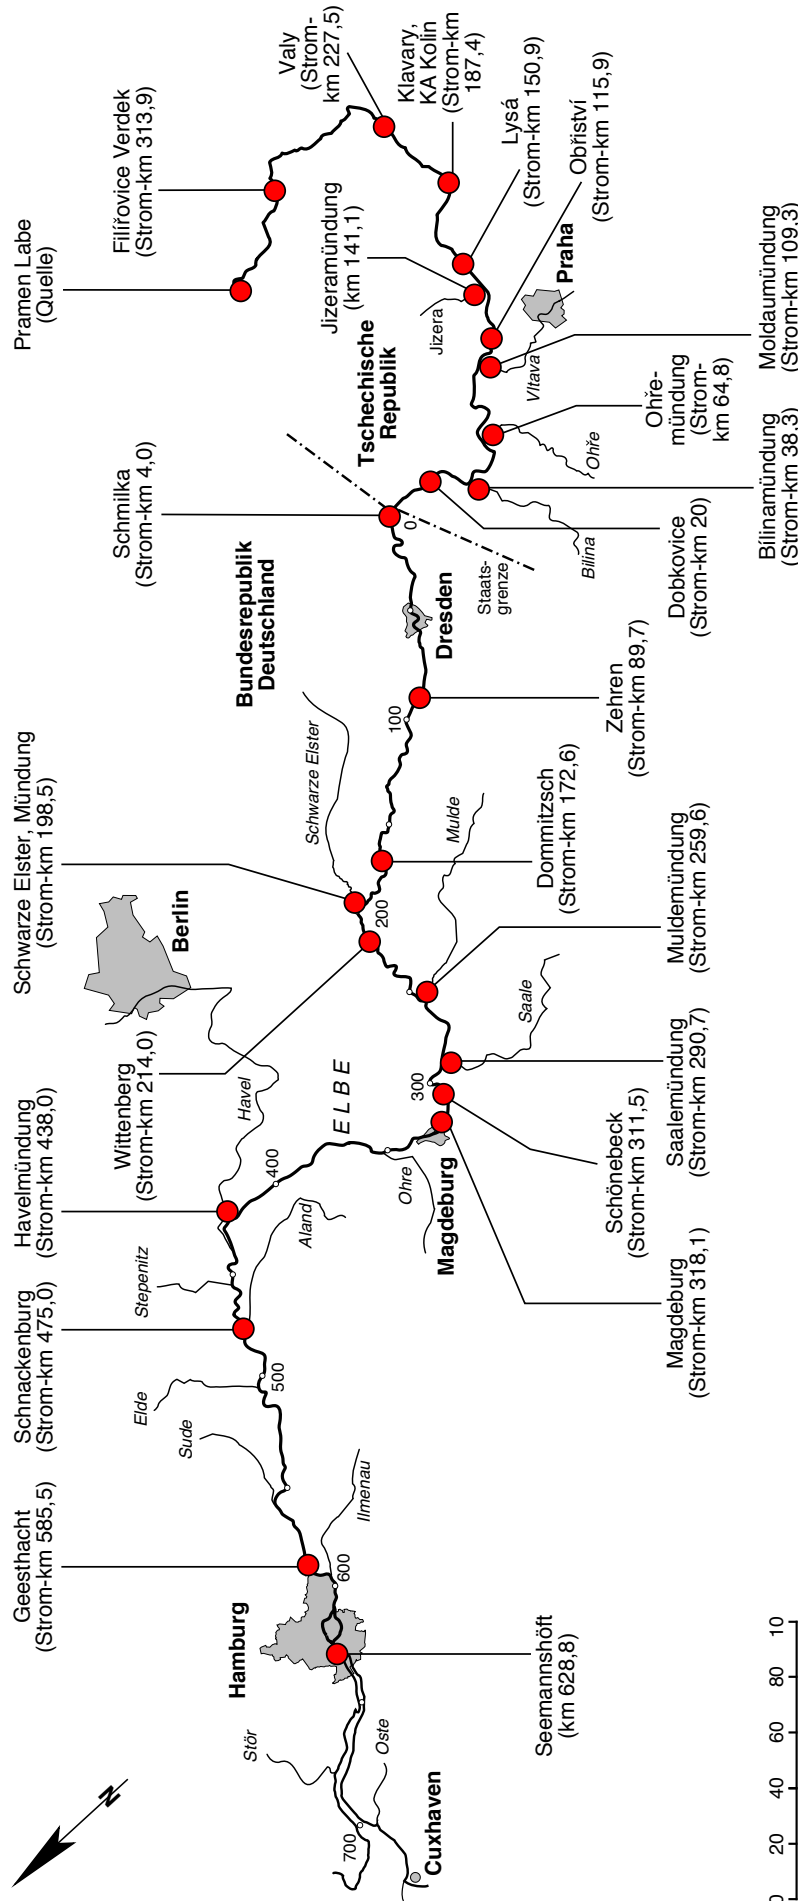 Pramen Labe
(Quelle)
Filířovice Verdek
(Strom-km 313,9)
Valy
(Strom-
km 227,5)
Klavary,
KA Kolin
(Strom-km
187,4)
Lysá
(Strom-km 150,9)
Obříství
(Strom-km 115,9)
Jizeramündung
(km 141,1)
Jizera
Praha
Vltava
Moldaumündung
(Strom-km 109.3)
Ohře-
mündung
(Strom-
km 64,8)
Ohře
Bílinamündung
(Strom-km 38.3)
Bilina
Dobkovice
(Strom-km 20)
Tschechische
Republik
Schmilka
(Strom-km 4,0)
0
Staats-
grenze
Bundesrepublik
Deutschland
Dresden
Zehren
(Strom-km 89,7)
100
Schwarze Elster
Dommitzsch
(Strom-km 172,6)
Mulde
Schwarze Elster, Mündung
(Strom-km 198,5)
200
Berlin
Muldemündung
(Strom-km 259,6)
Saale
Wittenberg
(Strom-km 214,0)
Havel
ELBE
300
Saalemündung
(Strom-km 290,7)
Schönebeck
(Strom-km 311,5)
Magdeburg
(Strom-km 318,1)
Magdeburg
Ohre
400
Havelmündung
(Strom-km 438,0)
Aland
Stepenitz
Schnackenburg
(Strom-km 475,0)
500
Elde
Sude
Ilmenau
Geesthacht
(Strom-km 585,5)
600
Hamburg
Seemannshöft
(km 628,8)
Stör
Oste
700
Cuxhaven
N
0 20 40 60 80 10